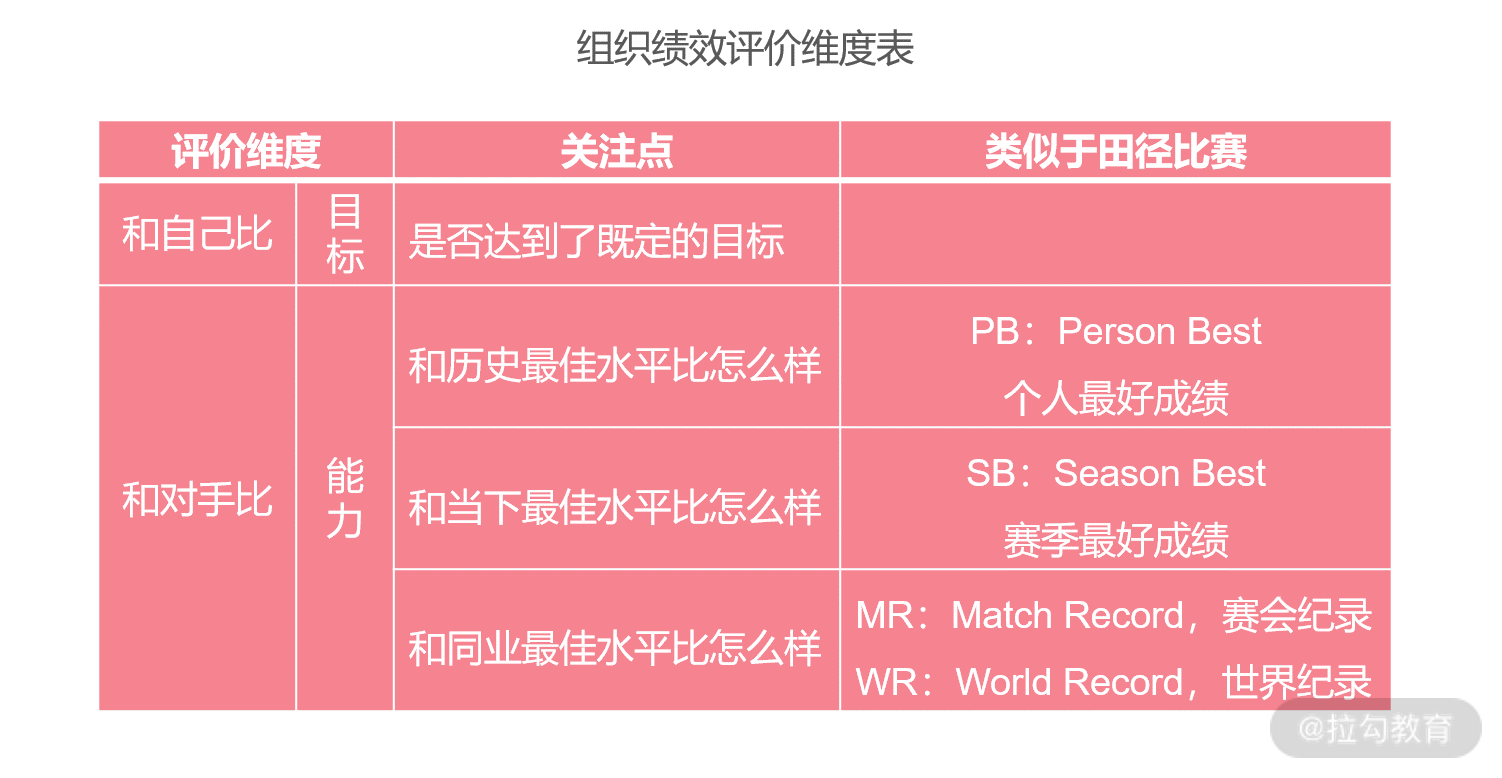 组织绩效评价维度表
评价维度 关注点 类似于田径比赛
和自己比 目标 是否达到了既定的目标
和对手比 能力 和历史最佳水平比怎么样 PB：Person Best
个人最好成绩
和当下最佳水平比怎么样 SB：Season Best
赛季最好成绩
和同业最佳水平比怎么样 MR：Match Record，赛会纪录
WR：World Record，世界纪录
@拉勾教育